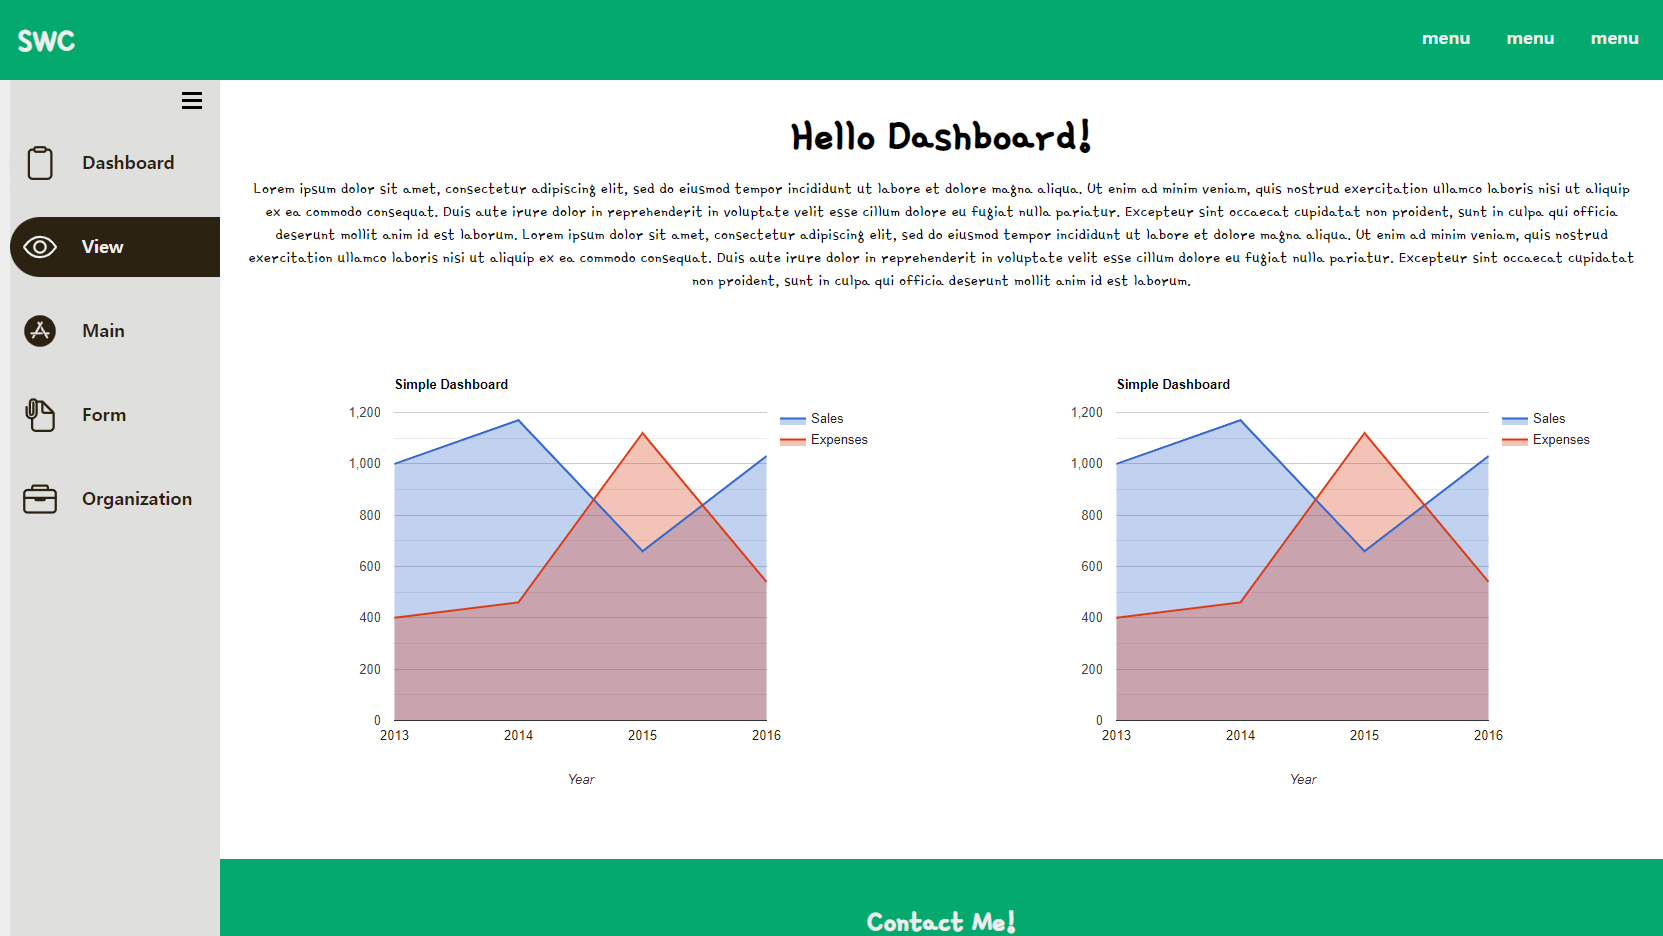 SWC
menu menu menu
Dashboard
View
Main
Form
Organization
Hello Dashboard!
Lorem ipsum dolor sit amet, consectetur adipiscing elit, sed do eiusmod tempor incididunt ut labore et dolore magna aliqua. Ut enim ad minim veniam, quis nostrud exercitation ullamco laboris nisi ut aliquip
ex ea commodo consequat. Duis aute irure dolor in reprehenderit in voluptate velit esse cillum dolore eu fugiat nulla pariatur. Excepteur sint occaecat cupidatat non proident, sunt in culpa qui officia
deserunt mollit anim id est laborum. Lorem ipsum dolor sit amet, consectetur adipiscing elit, sed do eiusmod tempor incididunt ut labore et dolore magna aliqua. Ut enim ad minim veniam, quis nostrud
exercitation ullamco laboris nisi ut aliquip ex ea commodo consequat. Duis aute irure dolor in reprehenderit in voluptate velit esse cillum dolore eu fugiat nulla pariatur. Excepteur sint occaecat cupidatat
non proident, sunt in culpa qui officia deserunt mollit anim id est laborum.
Simple Dashboard
1,200
1,000
800
600
400
200
0
2013 2014 2015 2016
Year
Sales
Expenses
Simple Dashboard
1,200
1,000
800
600
400
200
0
2013 2014 2015 2016
Year
Sales
Expenses
Contact Me!